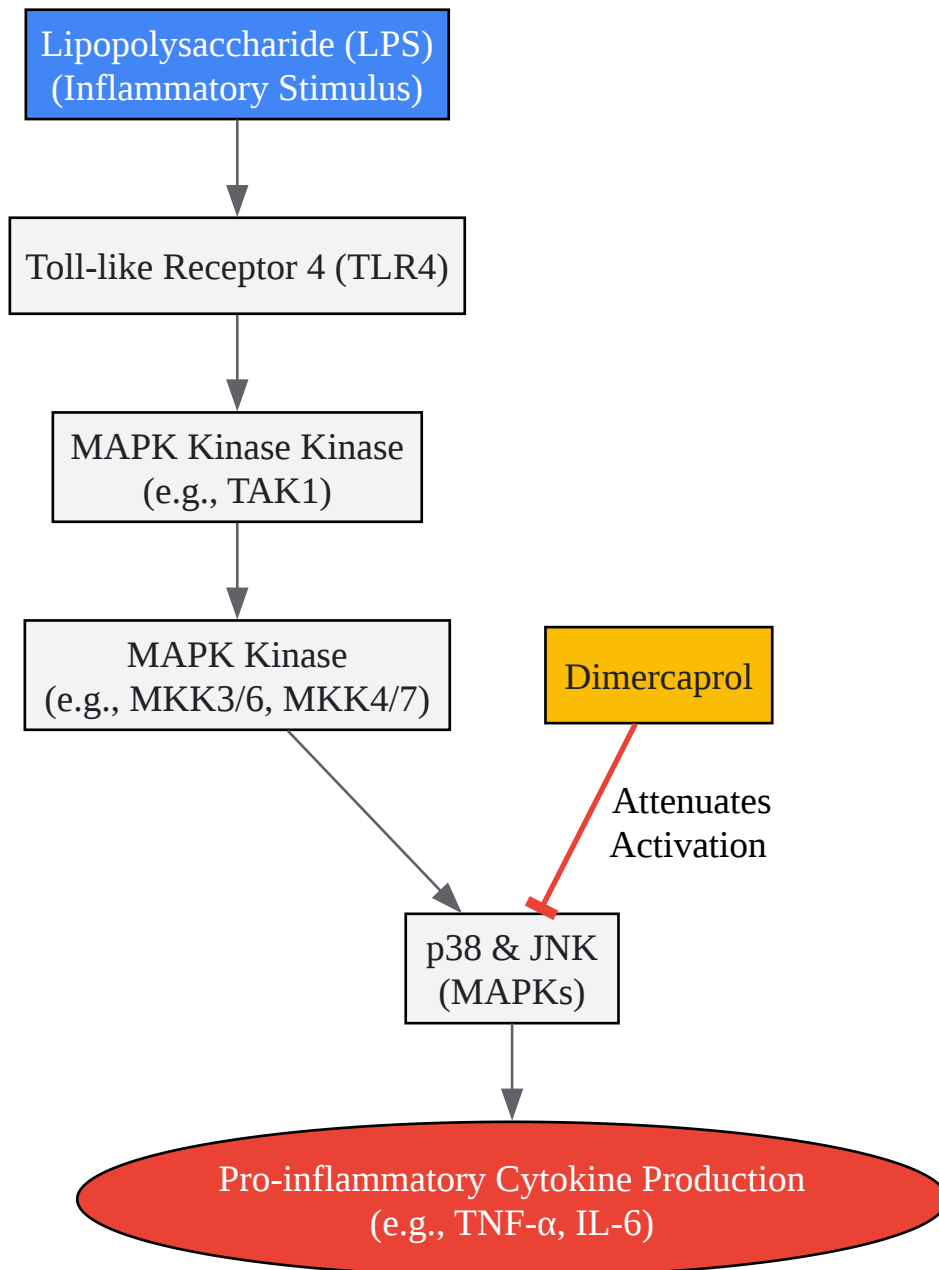 Lipopolysaccharide (LPS)
(Inflammatory Stimulus)
Toll-like Receptor 4 (TLR4)
MAPK Kinase Kinase
(e.g., TAK1)
MAPK Kinase
(e.g., MKK3/6, MKK4/7)
Dimercaprol
Attenuates
Activation
p38 & JNK
(MAPKs)
Pro-inflammatory Cytokine Production
(e.g., TNF-α, IL-6)